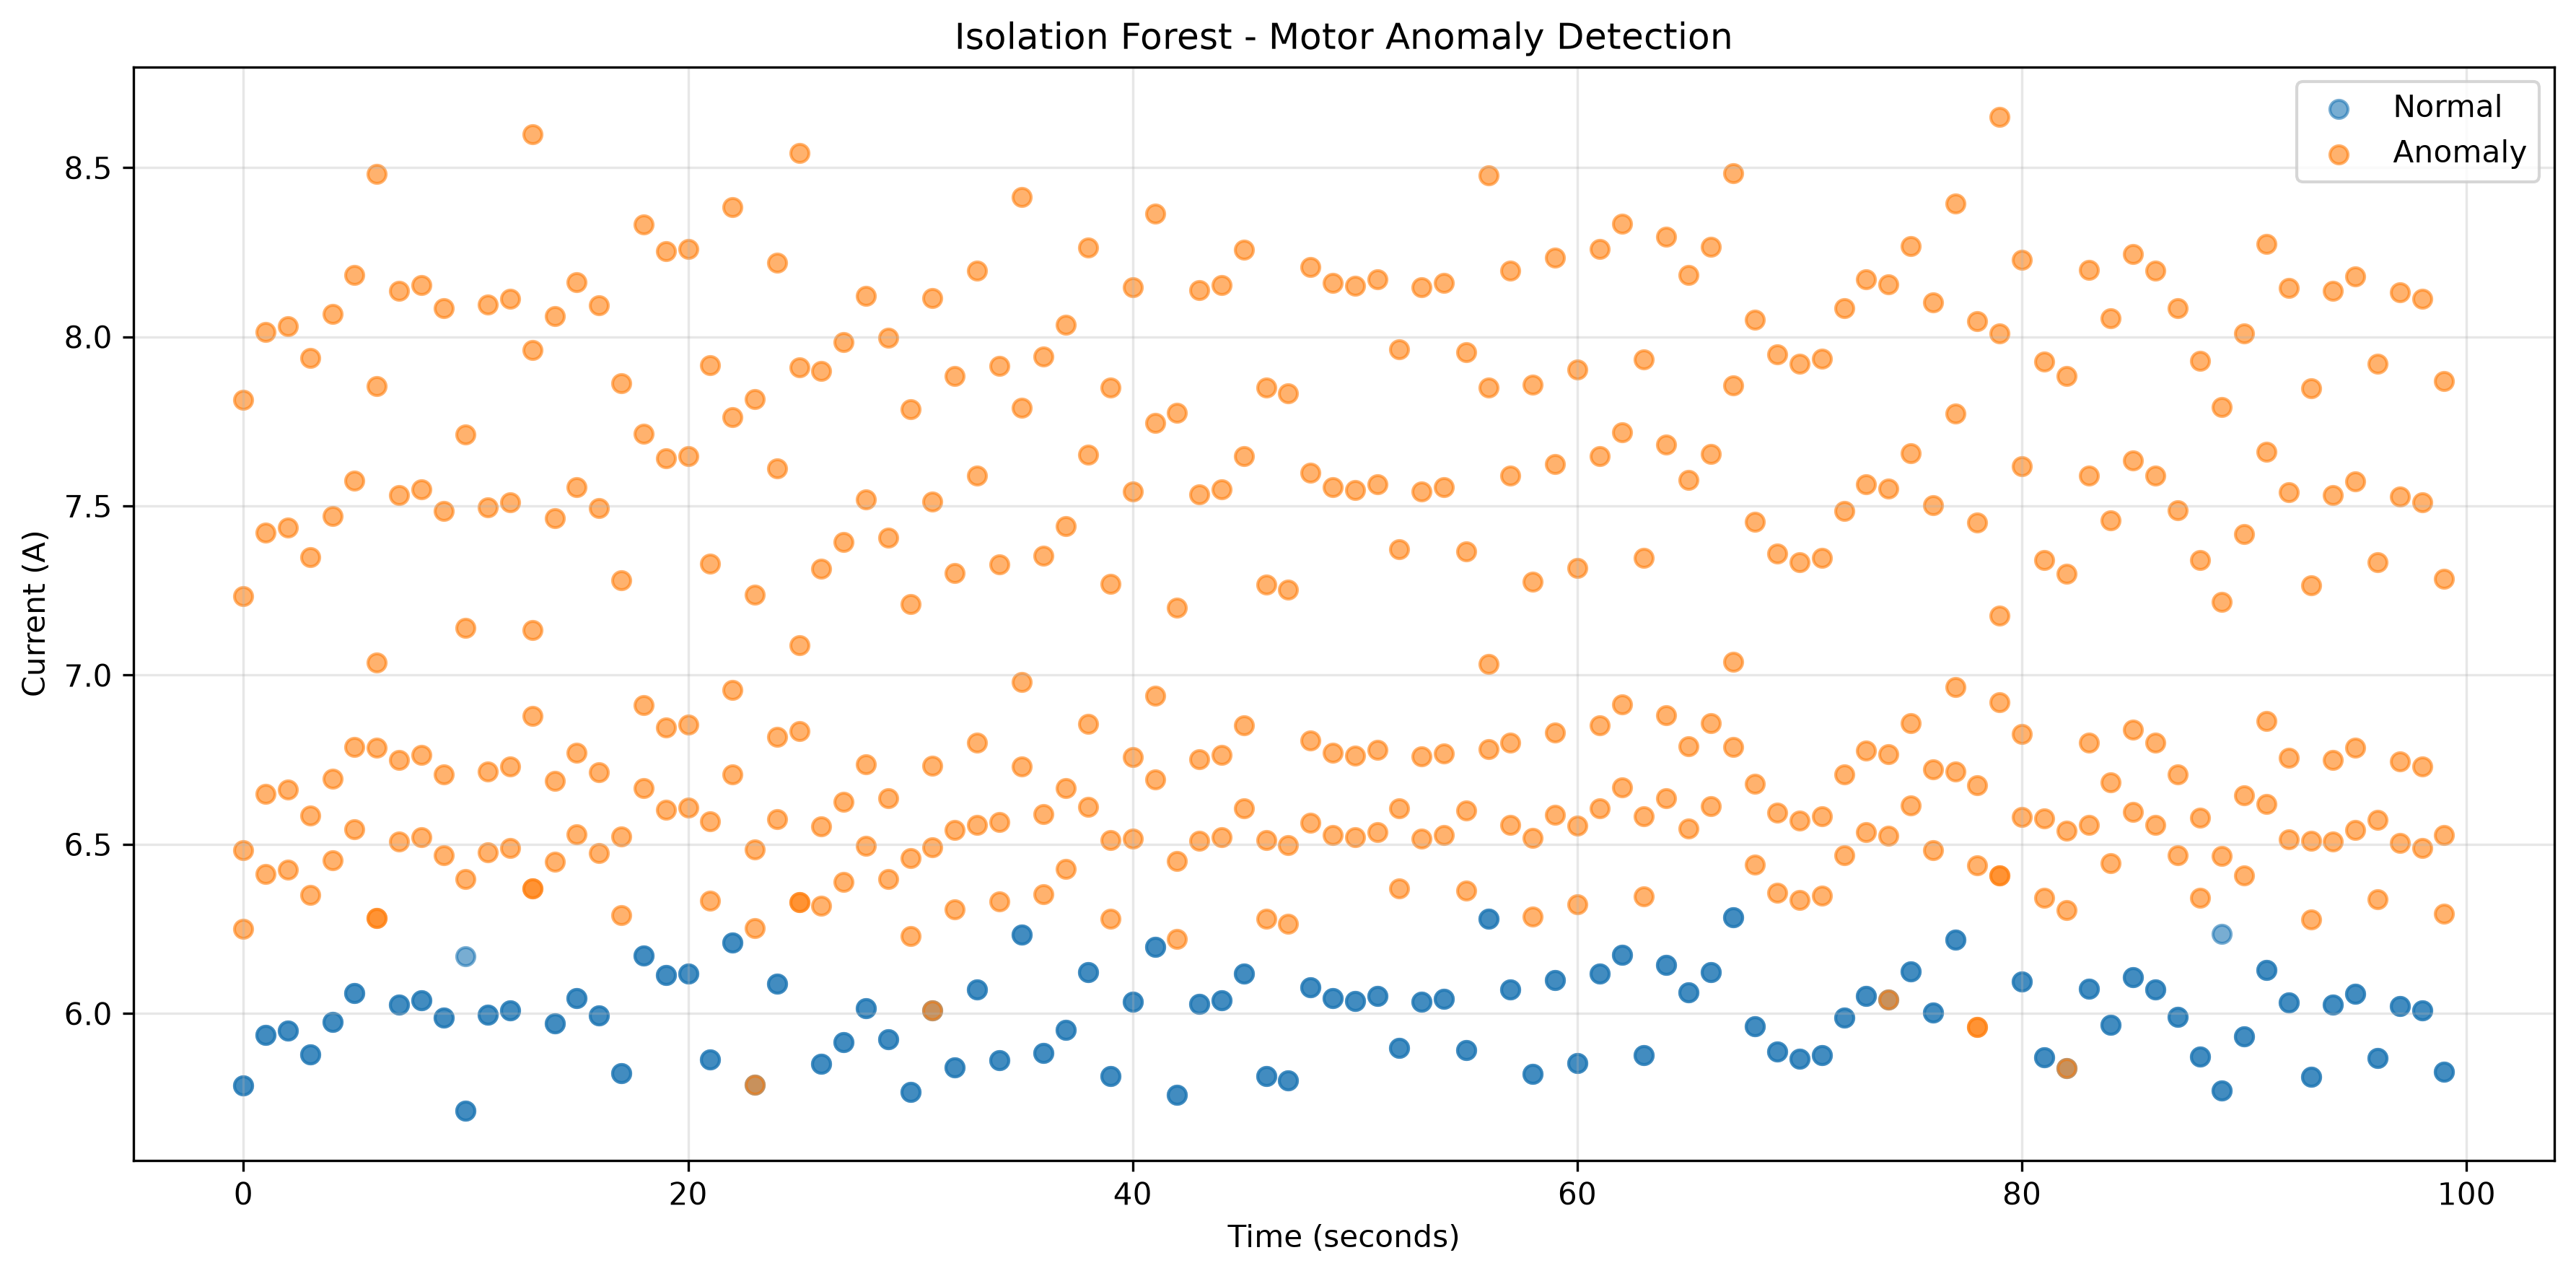 Isolation Forest - Motor Anomaly Detection
Normal
Anomaly
Current (A)
8.5
8.0
7.5
7.0
6.5
6.0
0 20 40 60 80 100
Time (seconds)